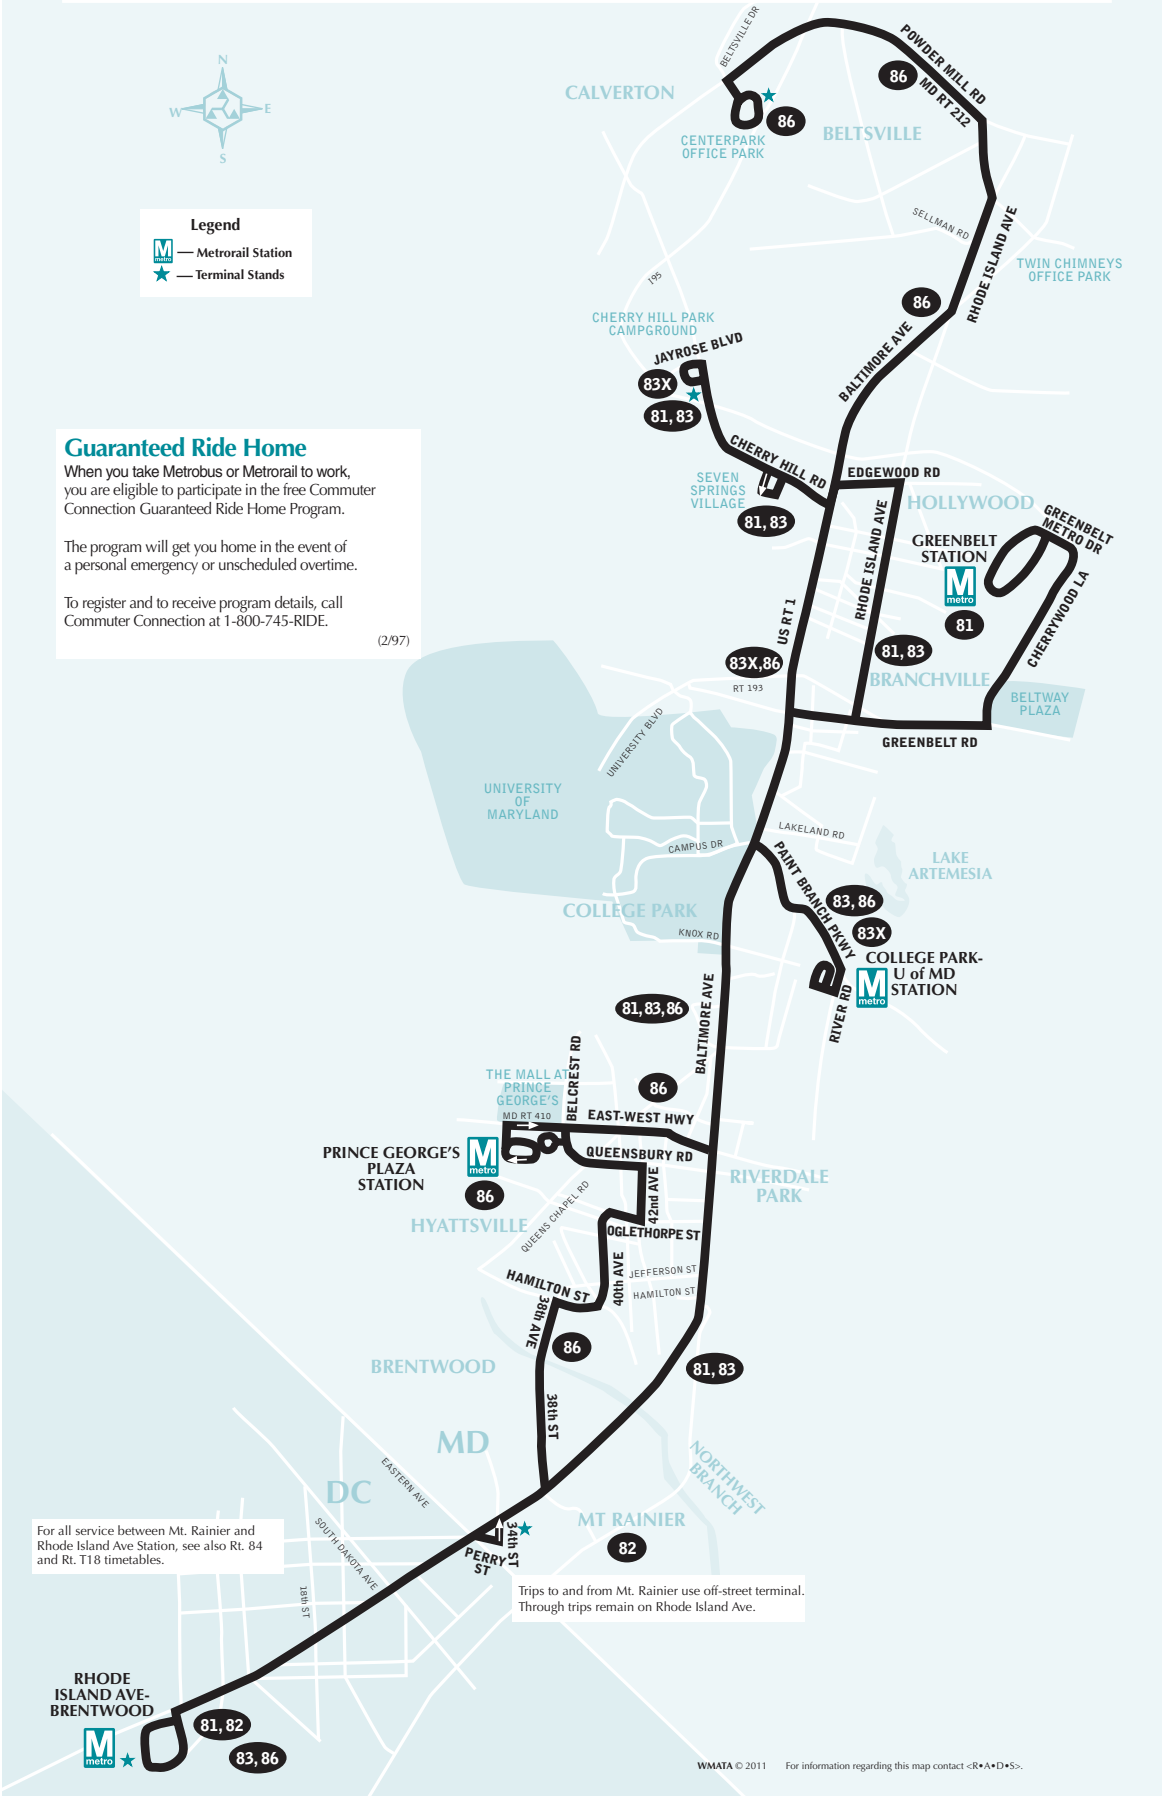 N
W
E
S
Legend
M
metro
— Metrorail Station
— Terminal Stands
BELTSVILLE DR
POWDER MILL RD
MD RT 212
86
CALVERTON
86
BELTSVILLE
CENTERPARK
OFFICE PARK
SELLMAN RD
RHODE ISLAND AVE
TWIN CHIMNEYS
OFFICE PARK
I95
86
CHERRY HILL PARK
CAMPGROUND
BALTIMORE AVE
JAYROSE BLVD
83X
81, 83
Guaranteed Ride Home
When you take Metrobus or Metrorail to work,
you are eligible to participate in the free Commuter
Connection Guaranteed Ride Home Program.
The program will get you home in the event of
a personal emergency or unscheduled overtime.
To register and to receive program details, call
Commuter Connection at 1-800-745-RIDE.
(2/97)
CHERRY HILL RD
EDGEWOOD RD
SEVEN
SPRINGS
VILLAGE
81, 83
HOLLYWOOD
GREENBELT
METRO DR
GREENBELT
STATION
M
metro
81
RHODE ISLAND AVE
CHERRYWOOD LA
US RT 1
83X,86
RT 193
81, 83
BRANCHVILLE
BELTWAY
PLAZA
GREENBELT RD
UNIVERSITY BLVD
UNIVERSITY
OF
MARYLAND
LAKELAND RD
CAMPUS DR
PAINT BRANCH PKWY
LAKE
ARTEMESIA
83, 86
83X
COLLEGE PARK
KNOX RD
COLLEGE PARK-
U of MD
STATION
M
metro
RIVER RD
BALTIMORE AVE
81, 83, 86
BELCREST RD
THE MALL AT
PRINCE
GEORGE'S
86
MD RT 410
EAST-WEST HWY
PRINCE GEORGE'S
PLAZA
STATION
M
metro
86
QUEENSBURY RD
RIVERDALE
PARK
42nd AVE
QUEENS CHAPEL RD
HYATTSVILLE
OGLETHORPE ST
40th AVE
JEFFERSON ST
HAMILTON ST
HAMILTON ST
38th AVE
86
BRENTWOOD
81, 83
38th ST
MD
NORTHWEST
BRANCH
EASTERN AVE
DC
SOUTH DAKOTA AVE
MT RAINIER
82
34th ST
PERRY
ST
For all service between Mt. Rainier and
Rhode Island Ave Station, see also Rt. 84
and Rt. T18 timetables.
Trips to and from Mt. Rainier use off-street terminal.
Through trips remain on Rhode Island Ave.
18th ST
RHODE
ISLAND AVE-
BRENTWOOD
M
metro
81, 82
83, 86
WMATA © 2011 For information regarding this map contact <R•A•D•S>.